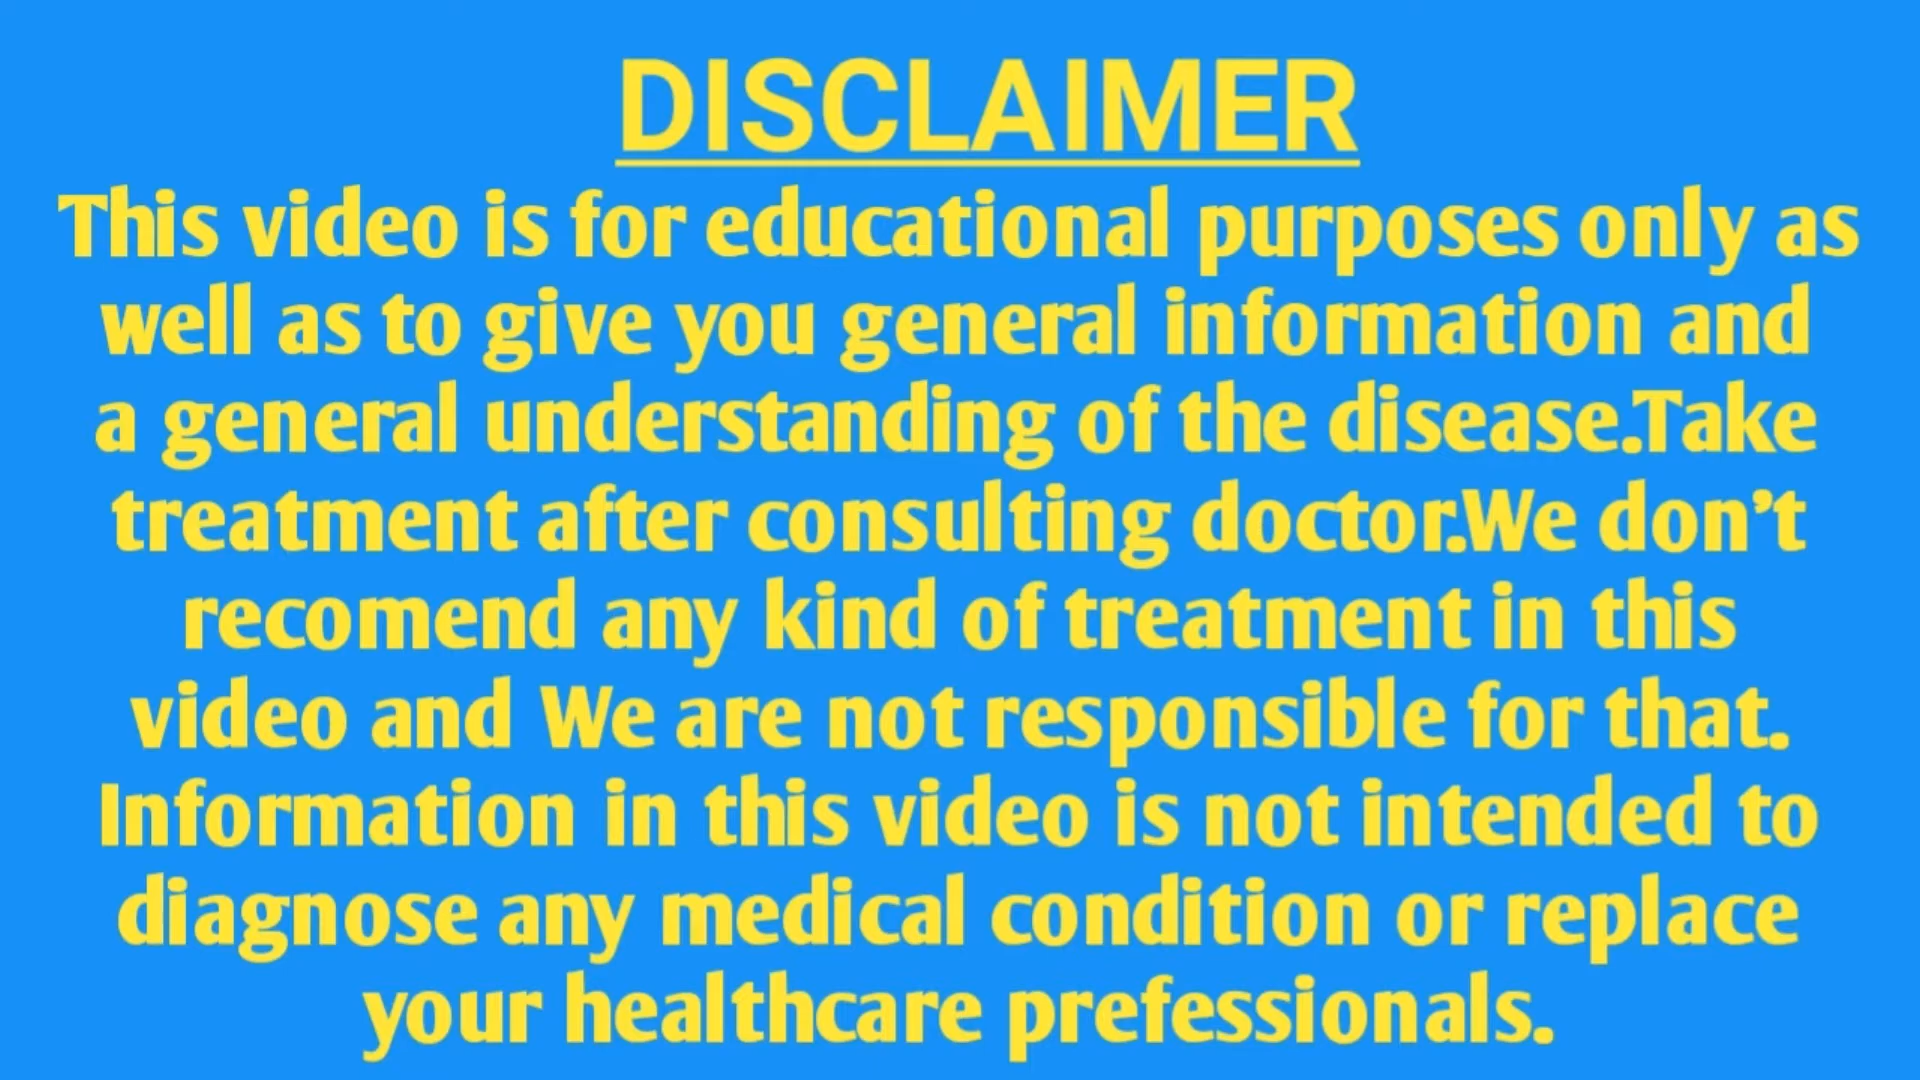 DISCLAIMER
This video is for educational purposes only as
well as to give you general information and
a general understanding of the disease.Take
treatment after consulting doctor.We don't
recomend any kind of treatment in this
video and We are not responsible for that.
Information in this video is not intended to
diagnose any medical condition or replace
your healthcare prefessionals.